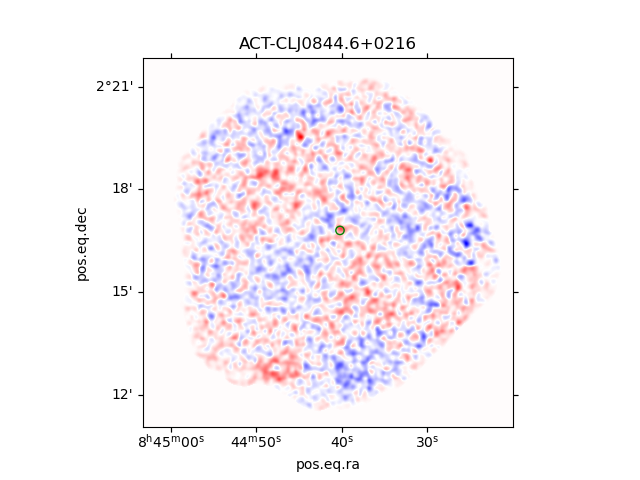 ACT-CLJ0844.6+0216
2°21'
18'
15'
12'
pos.eq.dec
8h45m00s 44m50s 40s 30s
pos.eq.ra